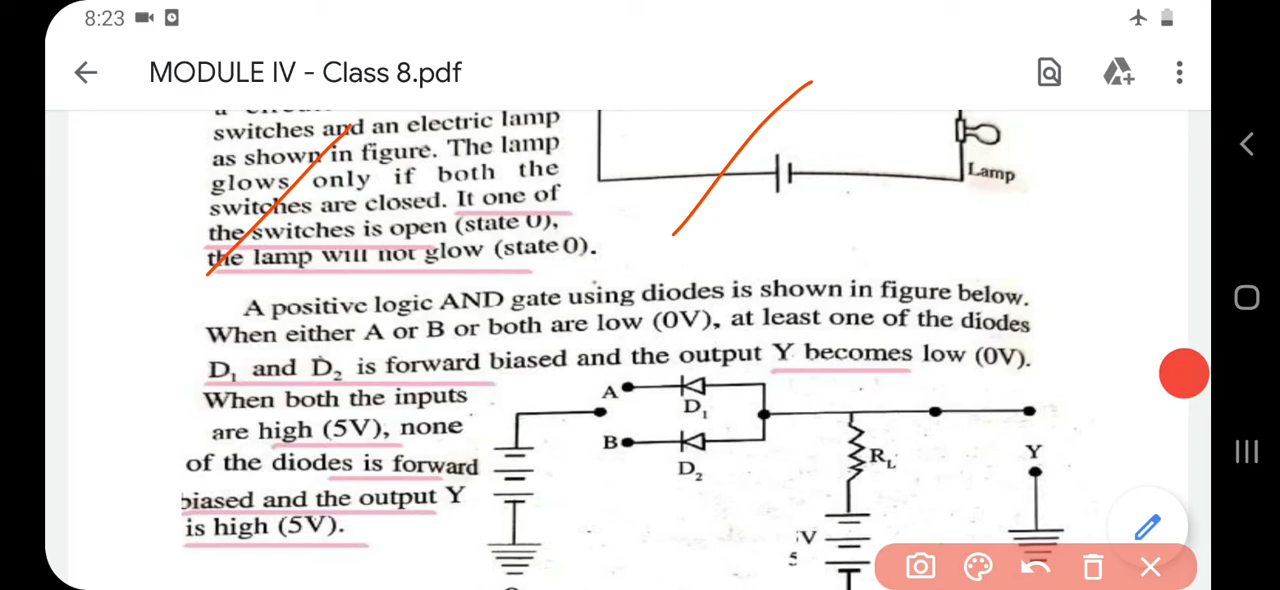 8:23
MODULE IV - Class 8.pdf
switches and an electric lamp
as shown in figure. The lamp
glows only if both the
switches are closed. It one of
the switches is open (state 0),
the lamp will not glow (state 0).
Lamp
A positive logic AND gate using diodes is shown in figure below.
When either A or B or both are low (0V), at least one of the diodes
D₁ and D₂ is forward biased and the output Y becomes low (0V).
When both the inputs
are high (5V), none
of the diodes is forward
biased and the output Y
is high (5V).
A
D₁
B
D₂
R_L
Y
V
5